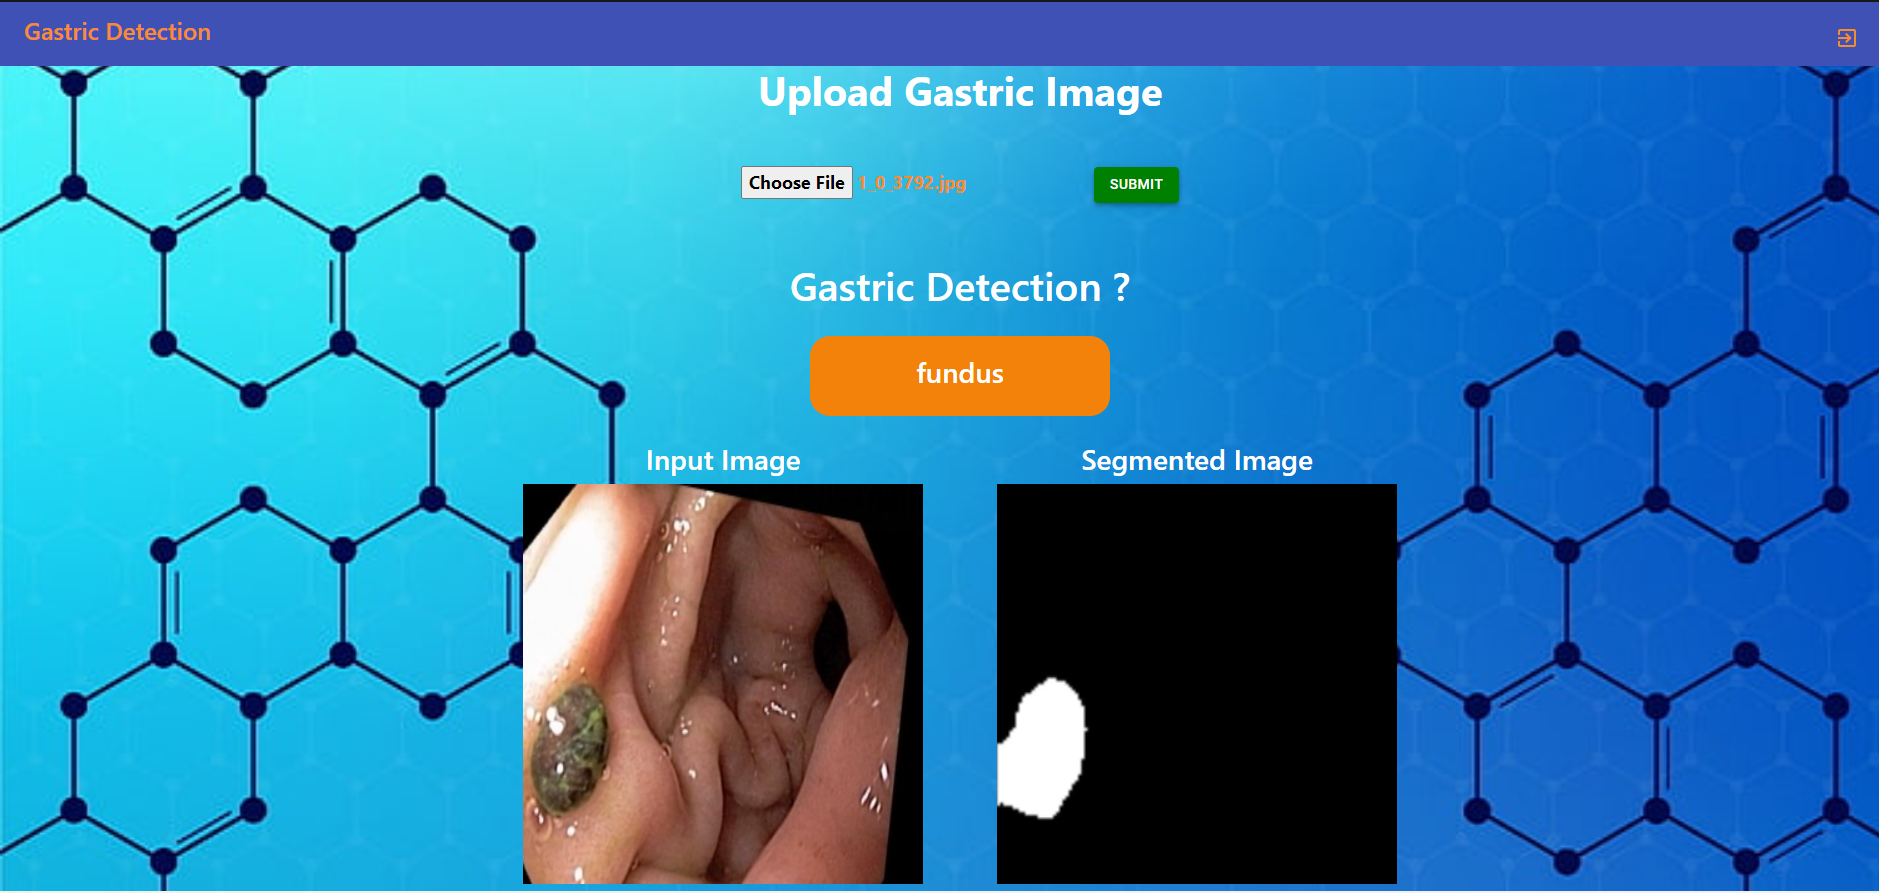 Gastric Detection
Upload Gastric Image
Choose File 1_0_3792.jpg
SUBMIT
Gastric Detection ?
fundus
Input Image
Segmented Image